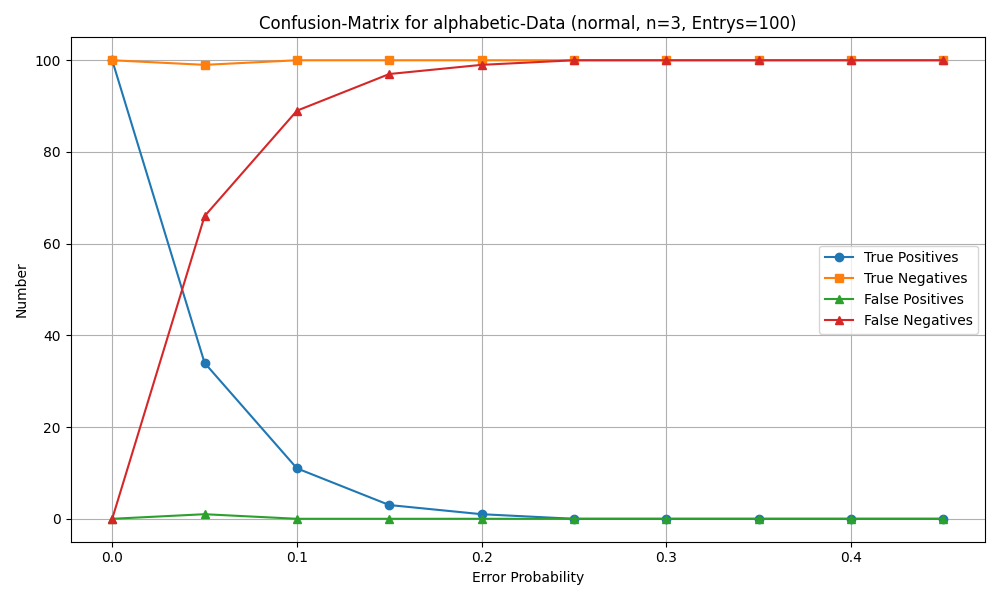 Confusion-Matrix for alphabetic-Data (normal, n=3, Entrys=100)
Number
100
80
60
40
20
0
True Positives
True Negatives
False Positives
False Negatives
0.0
0.1
0.2
0.3
0.4
Error Probability